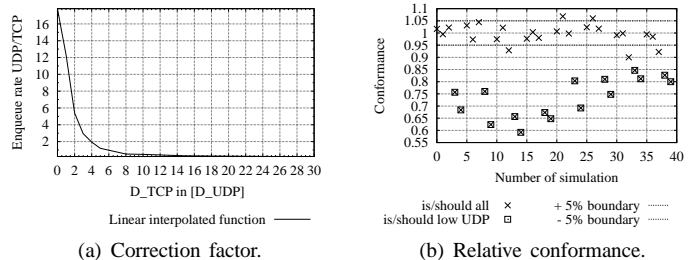 Enqueue rate UDP/TCP
16
14
12
10
8
6
4
2
0 2 4 6 8 10 12 14 16 18 20 22 24 26 28 30
D_TCP in [D_UDP]
Linear interpolated function
(a) Correction factor.
Conformance
1.1
1.05
1
0.95
0.9
0.85
0.8
0.75
0.7
0.65
0.6
0.55
0 5 10 15 20 25 30 35 40
Number of simulation
is/should all + 5% boundary
is/should low UDP - 5% boundary
(b) Relative conformance.